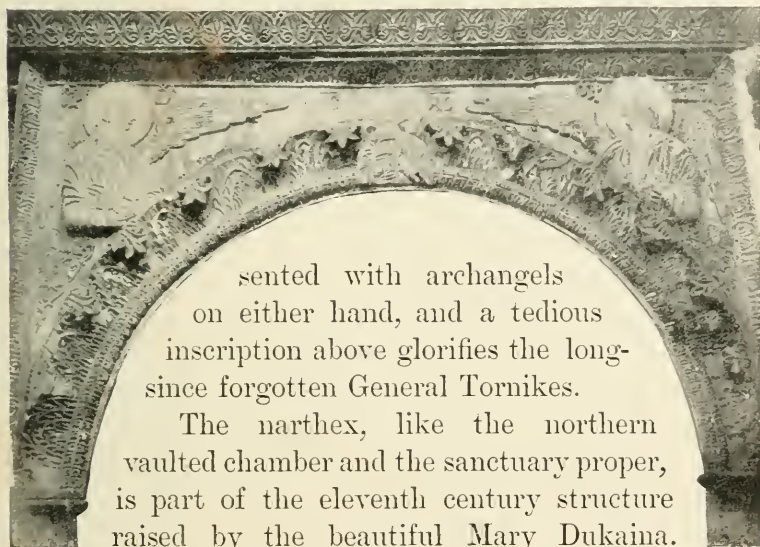 sented with archangels
on either hand, and a tedious
inscription above glorifies the long-
since forgotten General Tornikes.
The narthex, like the northern
vaulted chamber and the sanctuary proper,
is part of the eleventh century structure
raised by the beautiful Mary Dukaina.